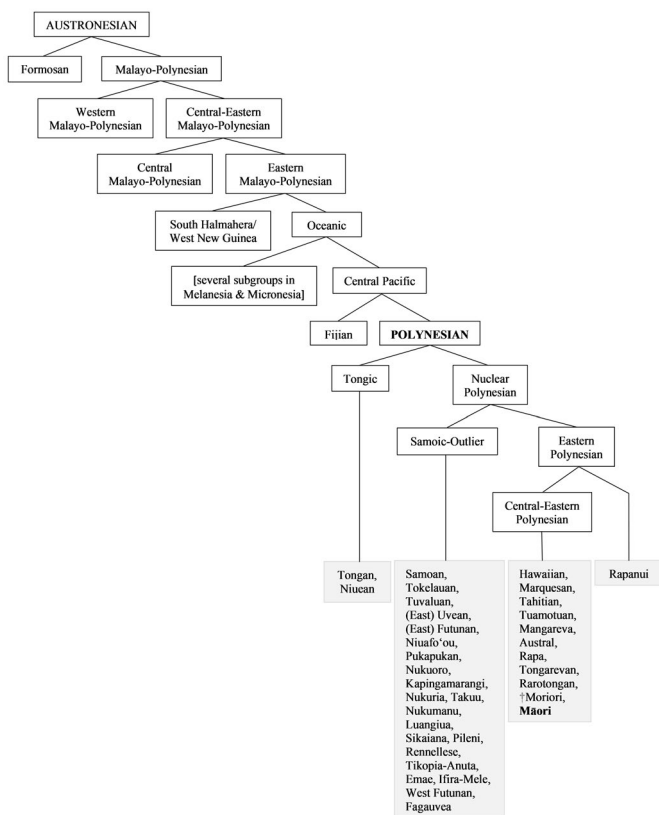 AUSTRONESIAN
Formosan
Malayo-Polynesian
Western
Malayo-Polynesian
Central-Eastern
Malayo-Polynesian
Central
Malayo-Polynesian
Eastern
Malayo-Polynesian
South Halmahera/
West New Guinea
Oceanic
[several subgroups in
Melanesia & Micronesia]
Central Pacific
Fijian
POLYNESIAN
Tongic
Nuclear
Polynesian
Samoic-Outlier
Eastern
Polynesian
Central-Eastern
Polynesian
Tongan,
Niuean
Samoan,
Tokelauan,
Tuvaluan,
(East) Uvean,
(East) Futunan,
Niuafo‘ou,
Pukapukan,
Nukuoro,
Kapingamarangi,
Nukuria, Takuu,
Nukumanu,
Luangiua,
Sikaiana, Pileni,
Rennellese,
Tikopia-Anuta,
Emae, Ifira-Mele,
West Futunan,
Fagauvea
Hawaiian,
Marquesan,
Tahitian,
Tuamotuan,
Mangareva,
Austral,
Rapa,
Tongarevan,
Rarotongan,
†Moriori,
Māori
Rapanui